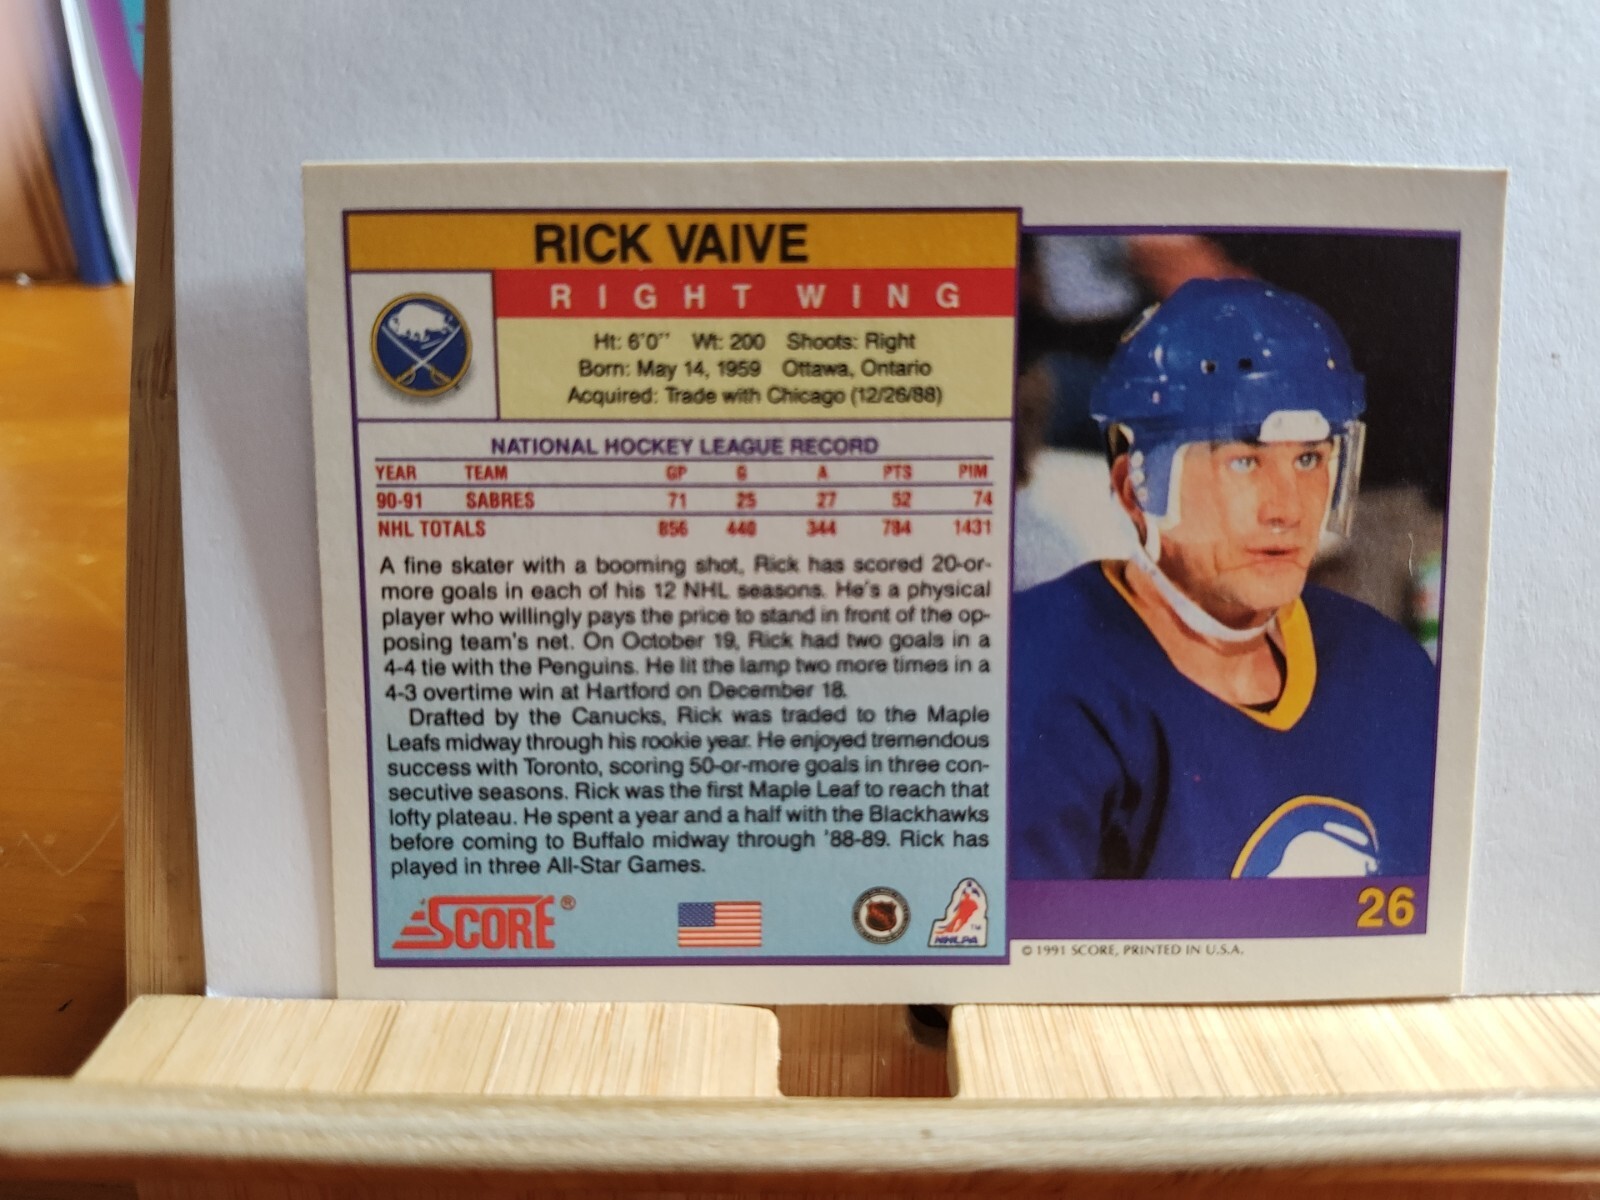 RICK VAIVE
RIGHT WING
Ht: 6'0" Wt: 200 Shoots: Right
Born: May 14, 1959 Ottawa, Ontario
Acquired: Trade with Chicago (12/26/88)
NATIONAL HOCKEY LEAGUE RECORD
YEAR TEAM GP G A PTS PIM
90-91 SABRES 71 25 27 52 74
NHL TOTALS 856 440 344 784 1431
A fine skater with a booming shot, Rick has scored 20-or-
more goals in each of his 12 NHL seasons. He's a physical
player who willingly pays the price to stand in front of the op-
posing team's net. On October 19, Rick had two goals in a
4-4 tie with the Penguins. He lit the lamp two more times in a
4-3 overtime win at Hartford on December 18.
Drafted by the Canucks, Rick was traded to the Maple
Leafs midway through his rookie year. He enjoyed tremendous
success with Toronto, scoring 50-or-more goals in three con-
secutive seasons. Rick was the first Maple Leaf to reach that
lofty plateau. He spent a year and a half with the Blackhawks
before coming to Buffalo midway through '88-89. Rick has
played in three All-Star Games.
SCORE®
NHLPA
TM
26
© 1991 SCORE, PRINTED IN U.S.A.